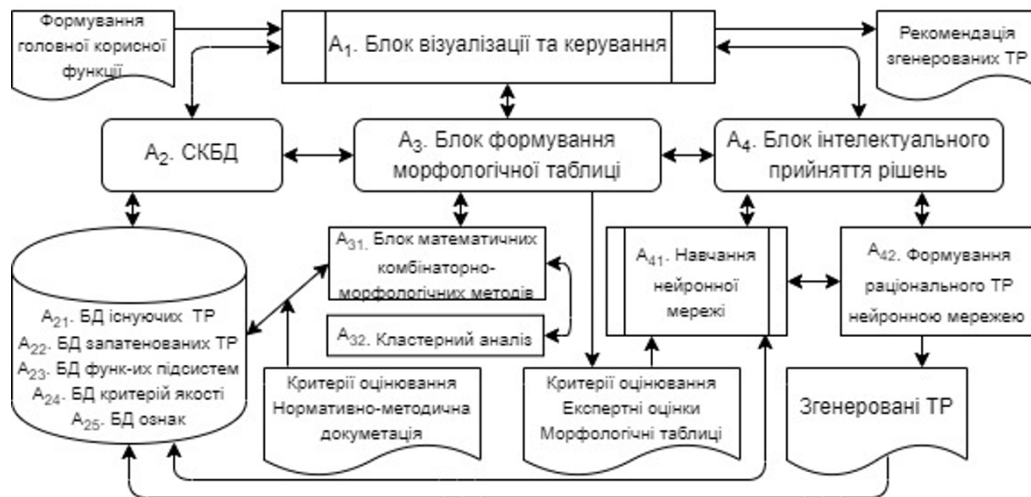 Формування
головної корисної
функції
А1. Блок візуалізації та керування
Рекомендація
згенерованих ТР
А2. СКБД
А3. Блок формування
морфологічної таблиці
А4. Блок інтелектуального
прийняття рішень
А21. БД існуючих ТР
А22. БД запатенованих ТР
А23. БД функ-их підсистем
А24. БД критерій якості
А25. БД ознак
А31. Блок математичних
комбінаторно-
морфологічних методів
А32. Кластерний аналіз
А41. Навчання
нейронної
мережі
А42. Формування
раціонального ТР
нейронною мережею
Критерії оцінювання
Нормативно-методична
документація
Критерії оцінювання
Експертні оцінки
Морфологічні таблиці
Згенеровані ТР